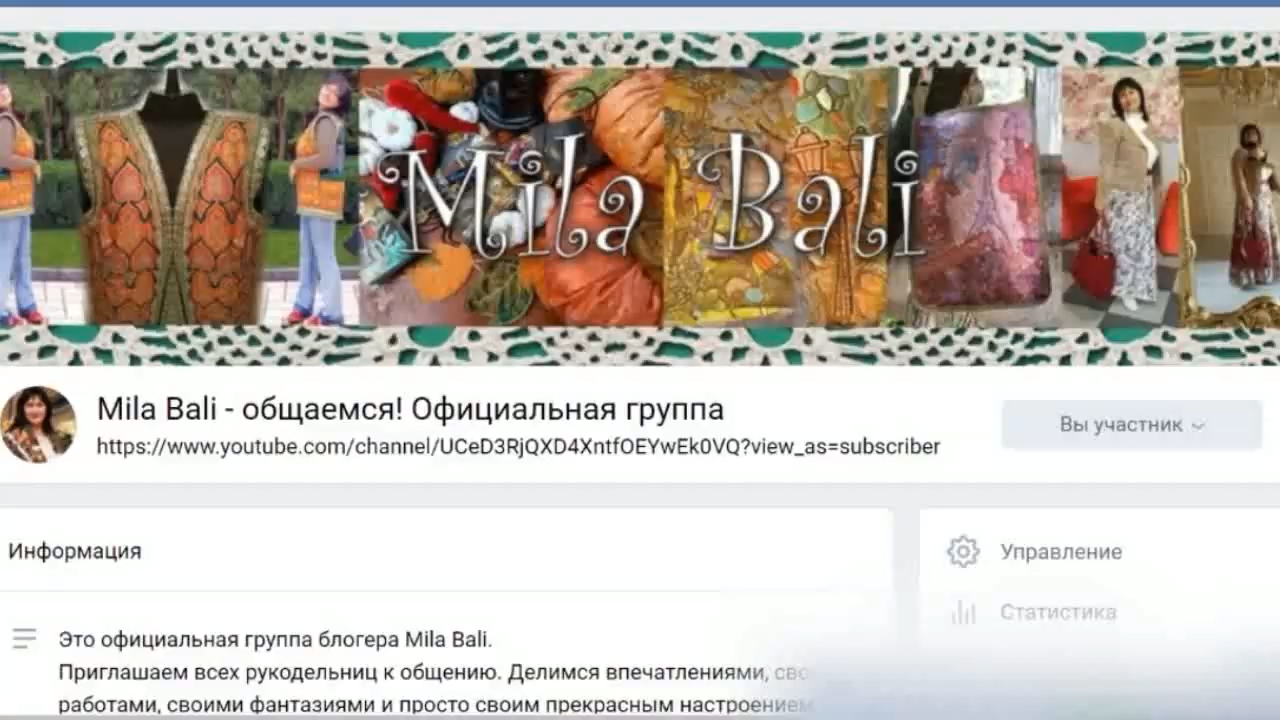 Mila Bali
Mila Bali - общаемся! Официальная группа
https://www.youtube.com/channel/UCeD3RjQXD4XntfOEYwEk0VQ?view_as=subscriber
Вы участник
Информация
Управление
Статистика
Это официальная группа блогера Mila Bali.
Приглашаем всех рукодельниц к общению. Делимся впечатлениями,
работами, своими фантазиями и просто своим прекрасным настроением